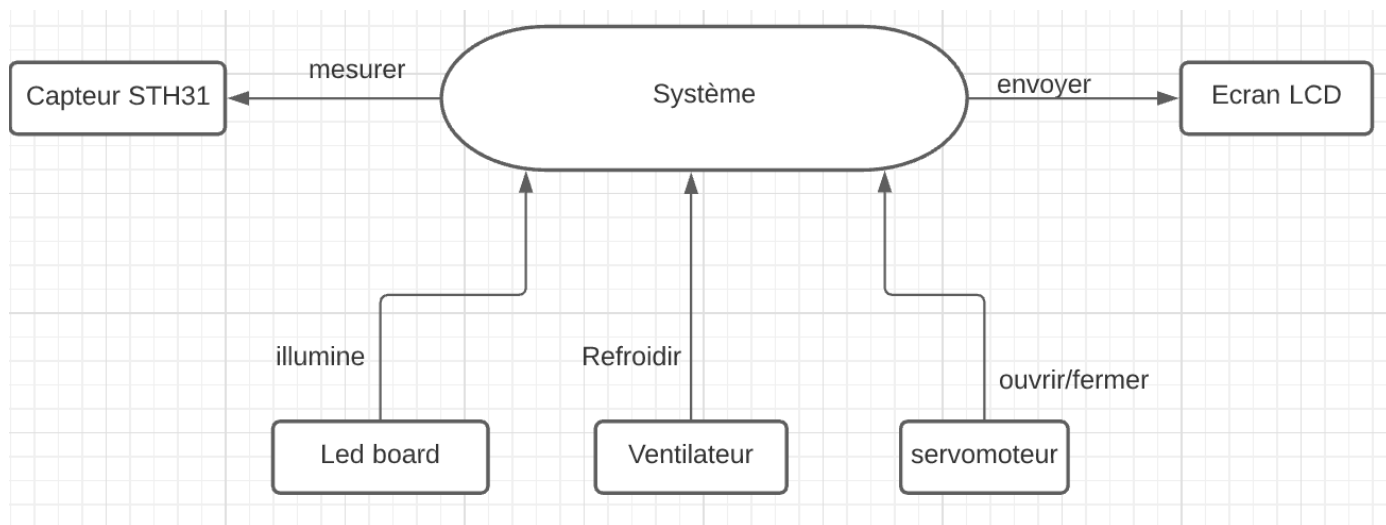 mesurer
Capteur STH31
Système
envoyer
Ecran LCD
illumine
Refroidir
ouvrir/fermer
Led board
Ventilateur
servomoteur